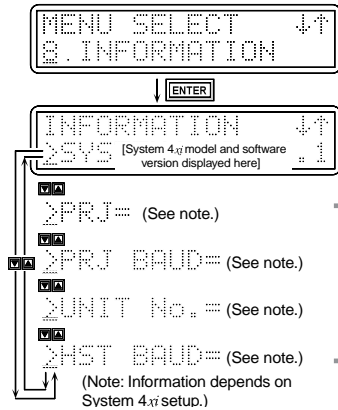 MENU SELECT ↓↑
8.INFORMATION
ENTER
INFORMATION ↓↑
>SYS [System 4xi model and software
version displayed here] .1
>PRJ= (See note.)
>PRJ BAUD= (See note.)
>UNIT No.= (See note.)
>HST BAUD= (See note.)
(Note: Information depends on
System 4xi setup.)